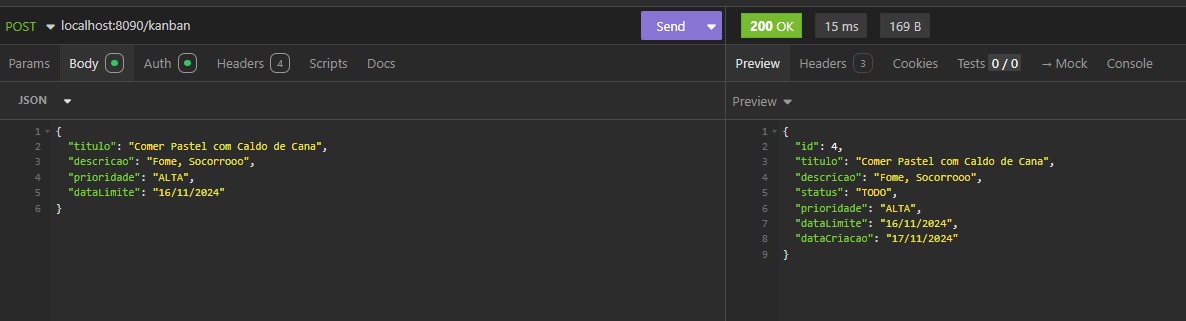 POST localhost:8090/kanban Send 200 OK 15 ms 169 B
Params Body Auth Headers 4 Scripts Docs
Preview Headers 3 Cookies Tests 0 / 0 → Mock Console
JSON
Preview
1 {
2 "titulo": "Comer Pastel com Caldo de Cana",
3 "descricao": "Fome, Socorrooo",
4 "prioridade": "ALTA",
5 "dataLimite": "16/11/2024"
6 }
1 {
2 "id": 4,
3 "titulo": "Comer Pastel com Caldo de Cana",
4 "descricao": "Fome, Socorrooo",
5 "status": "TODO",
6 "prioridade": "ALTA",
7 "dataLimite": "16/11/2024",
8 "dataCriacao": "17/11/2024"
9 }